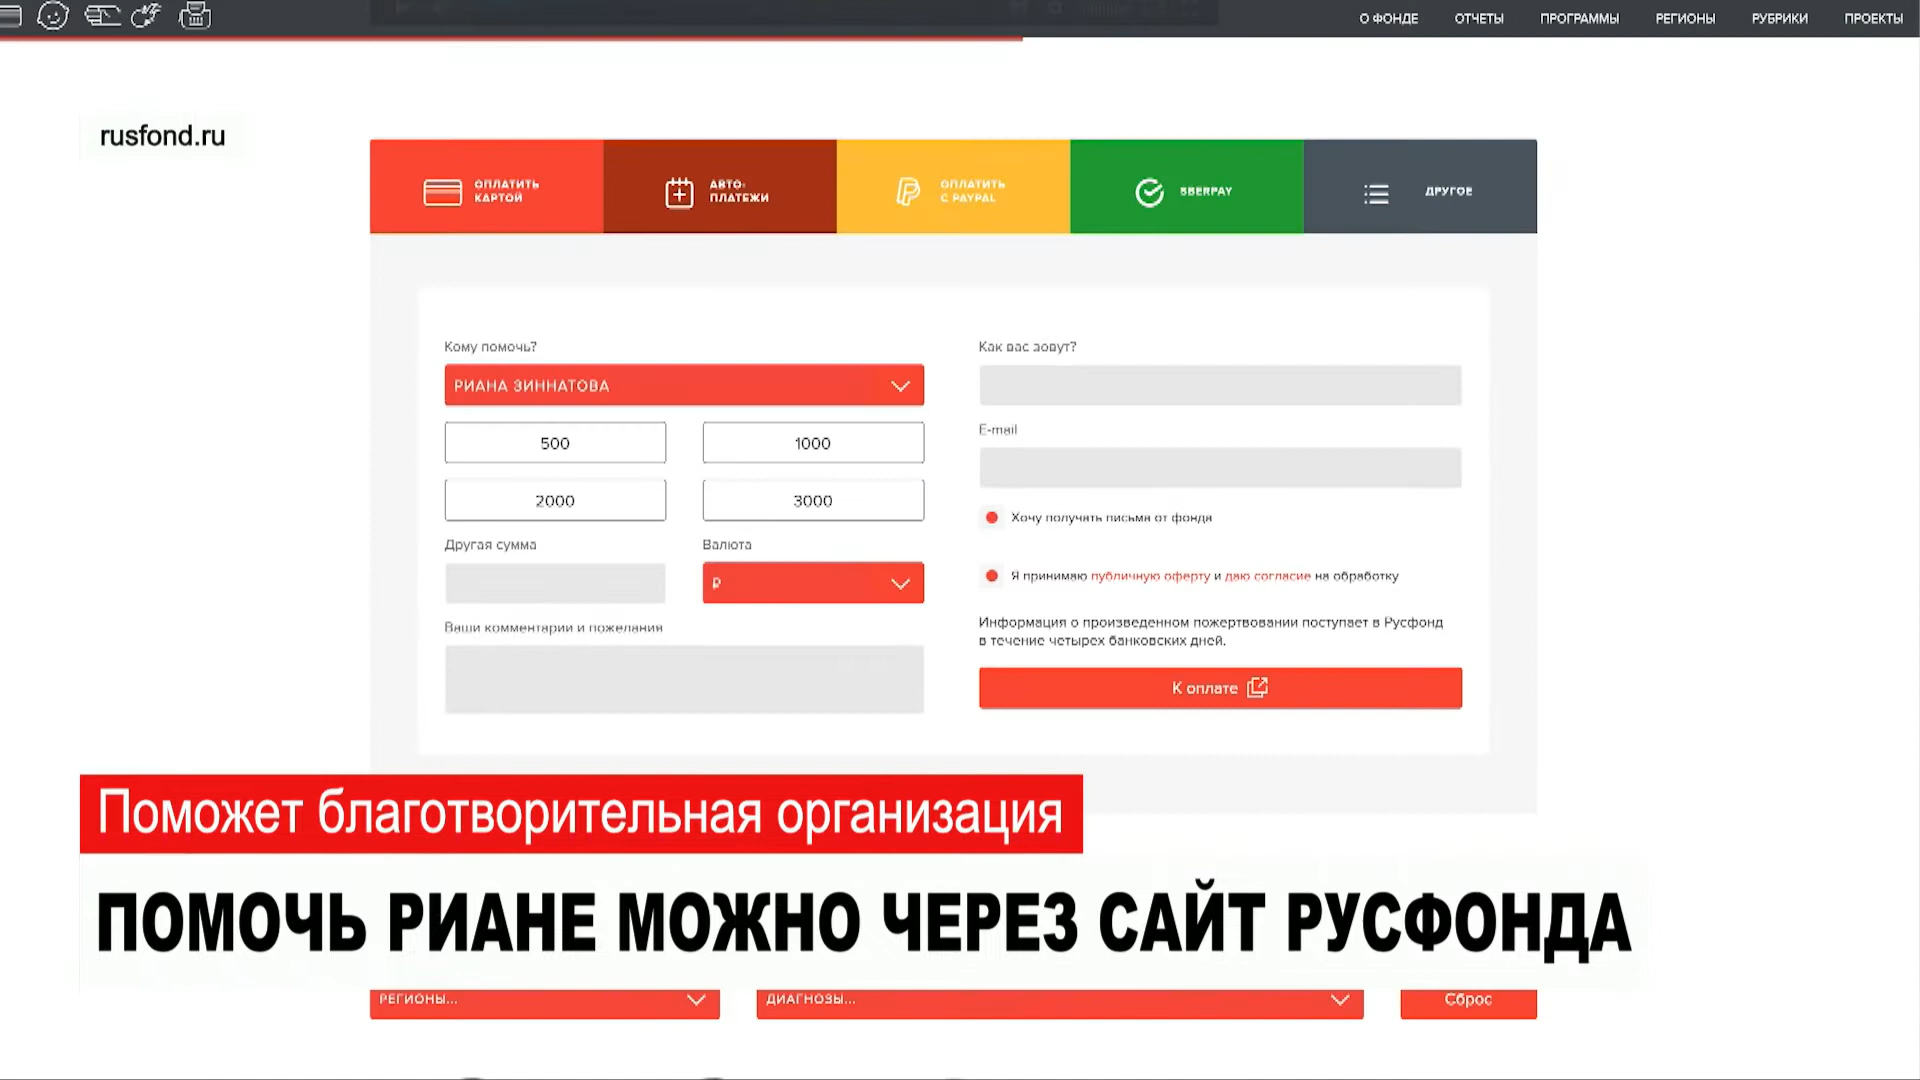 О ФОНДЕ ОТЧЕТЫ ПРОГРАММЫ РЕГИОНЫ РУБРИКИ ПРОЕКТЫ
rusfond.ru
ОПЛАТИТЬ
КАРТОЙ
АВТО-
ПЛАТЕЖИ
ОПЛАТИТЬ
С PAYPAL
SBERPAY
ДРУГОЕ
Кому помочь?
РИАНА ЗИННАТОВА
500 1000
2000 3000
Другая сумма Валюта
₽
Ваши комментарии и пожелания
Как вас зовут?
E-mail
Хочу получать письма от фонда
Я принимаю публичную оферту и даю согласие на обработку
Информация о произведенном пожертвовании поступает в Русфонд
в течение четырех банковских дней.
К оплате
Поможет благотворительная организация
ПОМОЧЬ РИАНЕ МОЖНО ЧЕРЕЗ САЙТ РУСФОНДА
РЕГИОНЫ... ДИАГНОЗЫ... Сброс